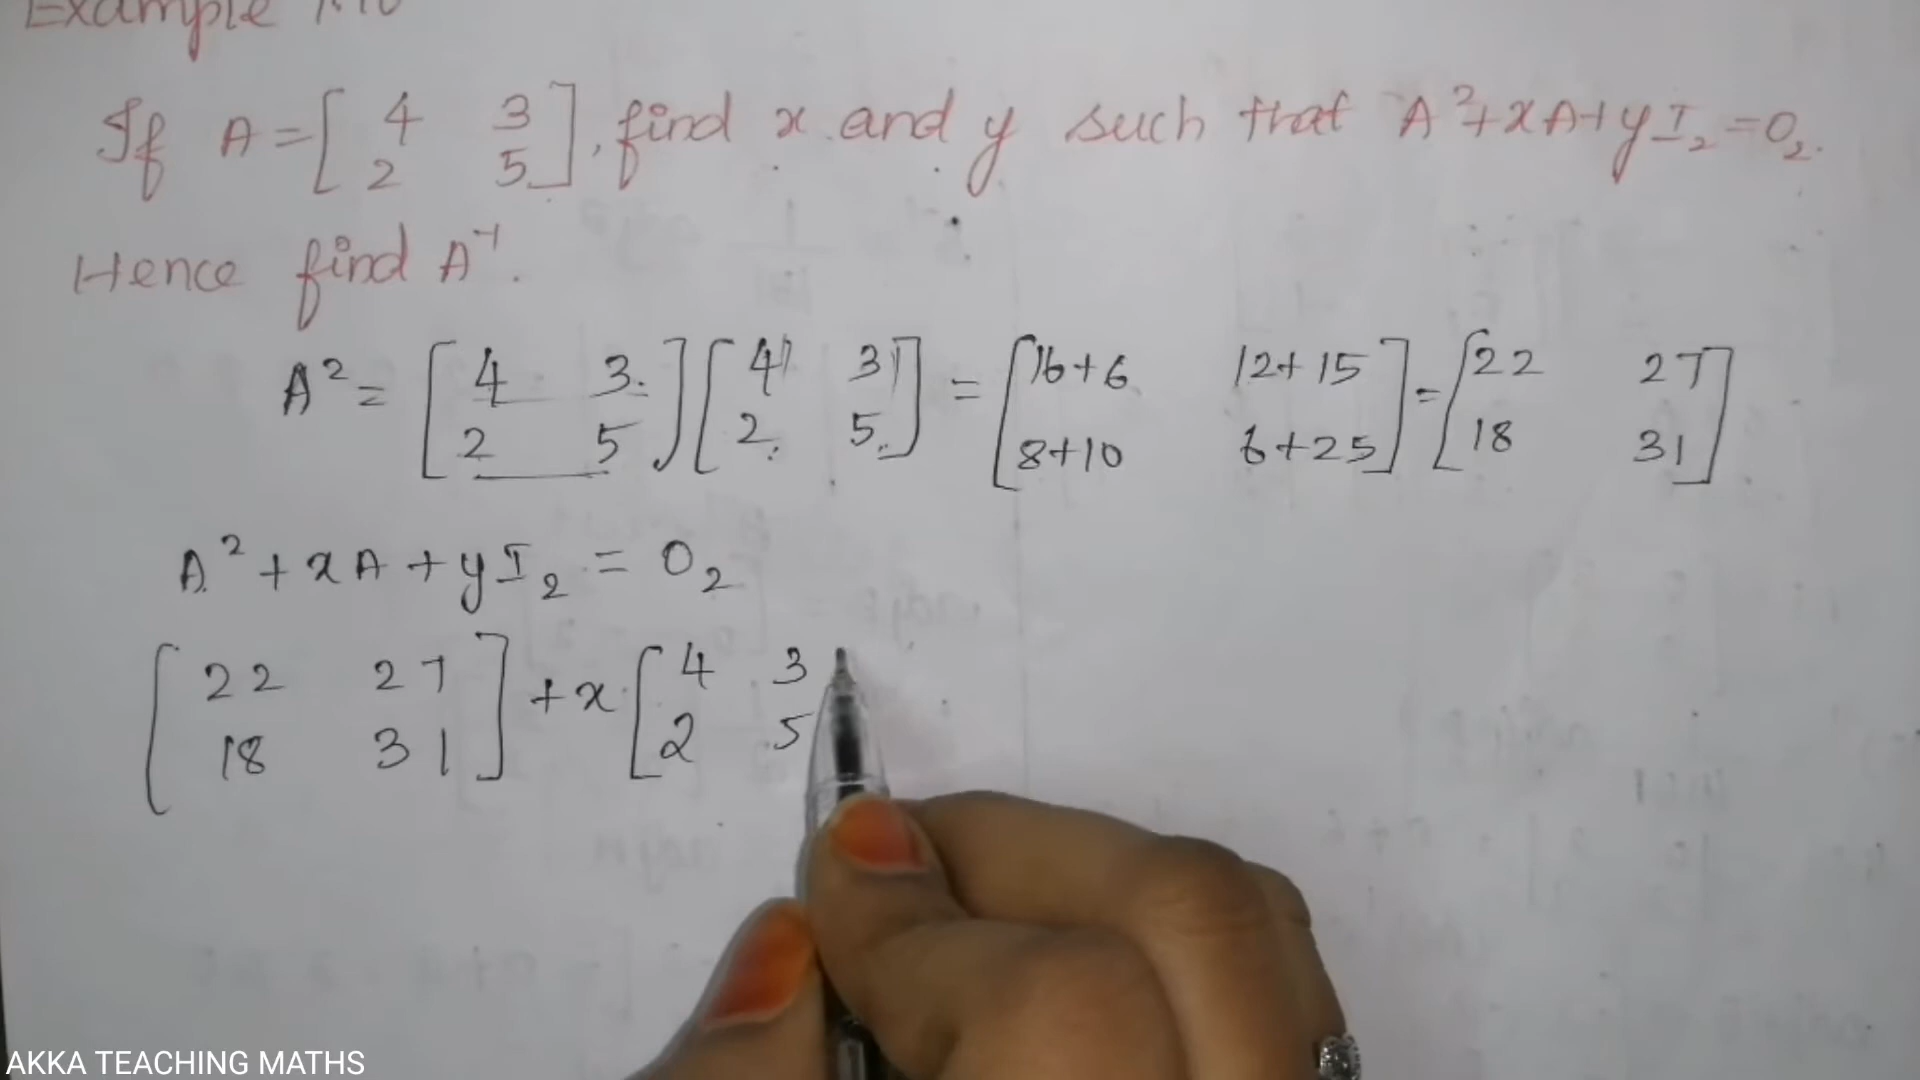 Example 1.10
If A = [ 4 3 ], find x and y such that A²+xA+yI₂=O₂.
2 5
Hence find A⁻¹.
A² = [ 4 3 ] [ 4 3 ] = [ 16+6 12+15 ] = [ 22 27 ]
2 5 2 5 8+10 6+25 18 31
A² + xA + yI₂ = O₂
[ 22 27 ] + x [ 4 3
18 31 2 5
AKKA TEACHING MATHS